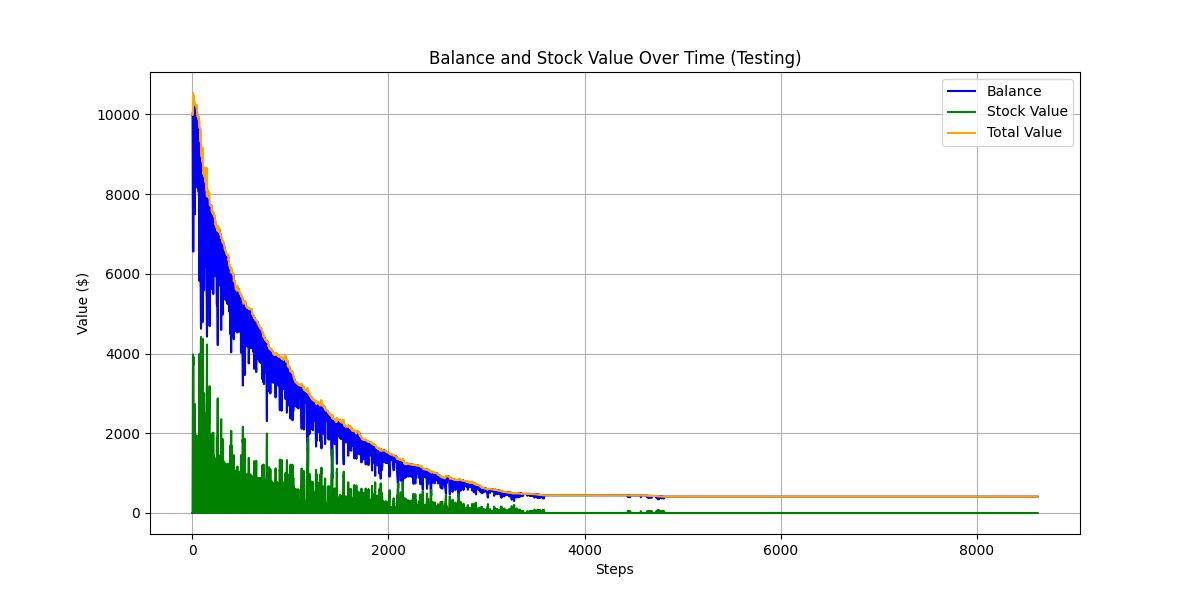 Balance and Stock Value Over Time (Testing)
Balance
Stock Value
Total Value
10000
8000
6000
4000
2000
0
Value ($)
0 2000 4000 6000 8000
Steps